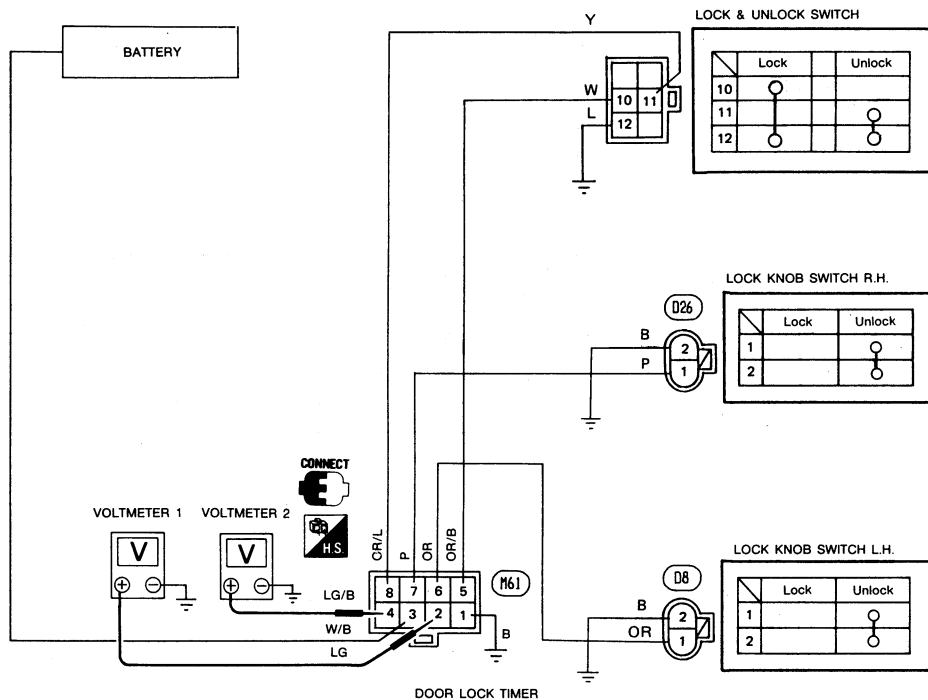 LOCK & UNLOCK SWITCH
Y
BATTERY
Lock Unlock
W
10 11
10
L
11
12
12
LOCK KNOB SWITCH R.H.
D26
Lock Unlock
B
2
1
P
1
2
CONNECT
VOLTMETER 1 VOLTMETER 2
V V
H.S.
OR/L P OR OR/B
LOCK KNOB SWITCH L.H.
D8
Lock Unlock
8 7 6 5
M61
LG/B
4 3 2 1
B
2
1
W/B
B
OR
1
2
LG
DOOR LOCK TIMER